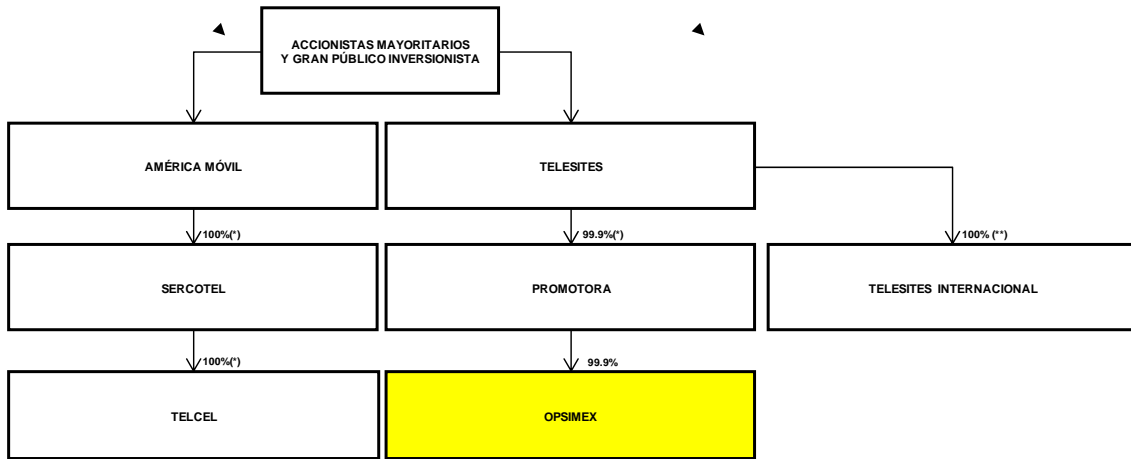 ACCIONISTAS MAYORITARIOS
Y GRAN PÚBLICO INVERSIONISTA
AMÉRICA MÓVIL
TELESITES
100%(*)
99.9%(*)
100% (**)
SERCOTEL
PROMOTORA
TELESITES INTERNACIONAL
100%(*)
99.9%
TELCEL
OPSIMEX